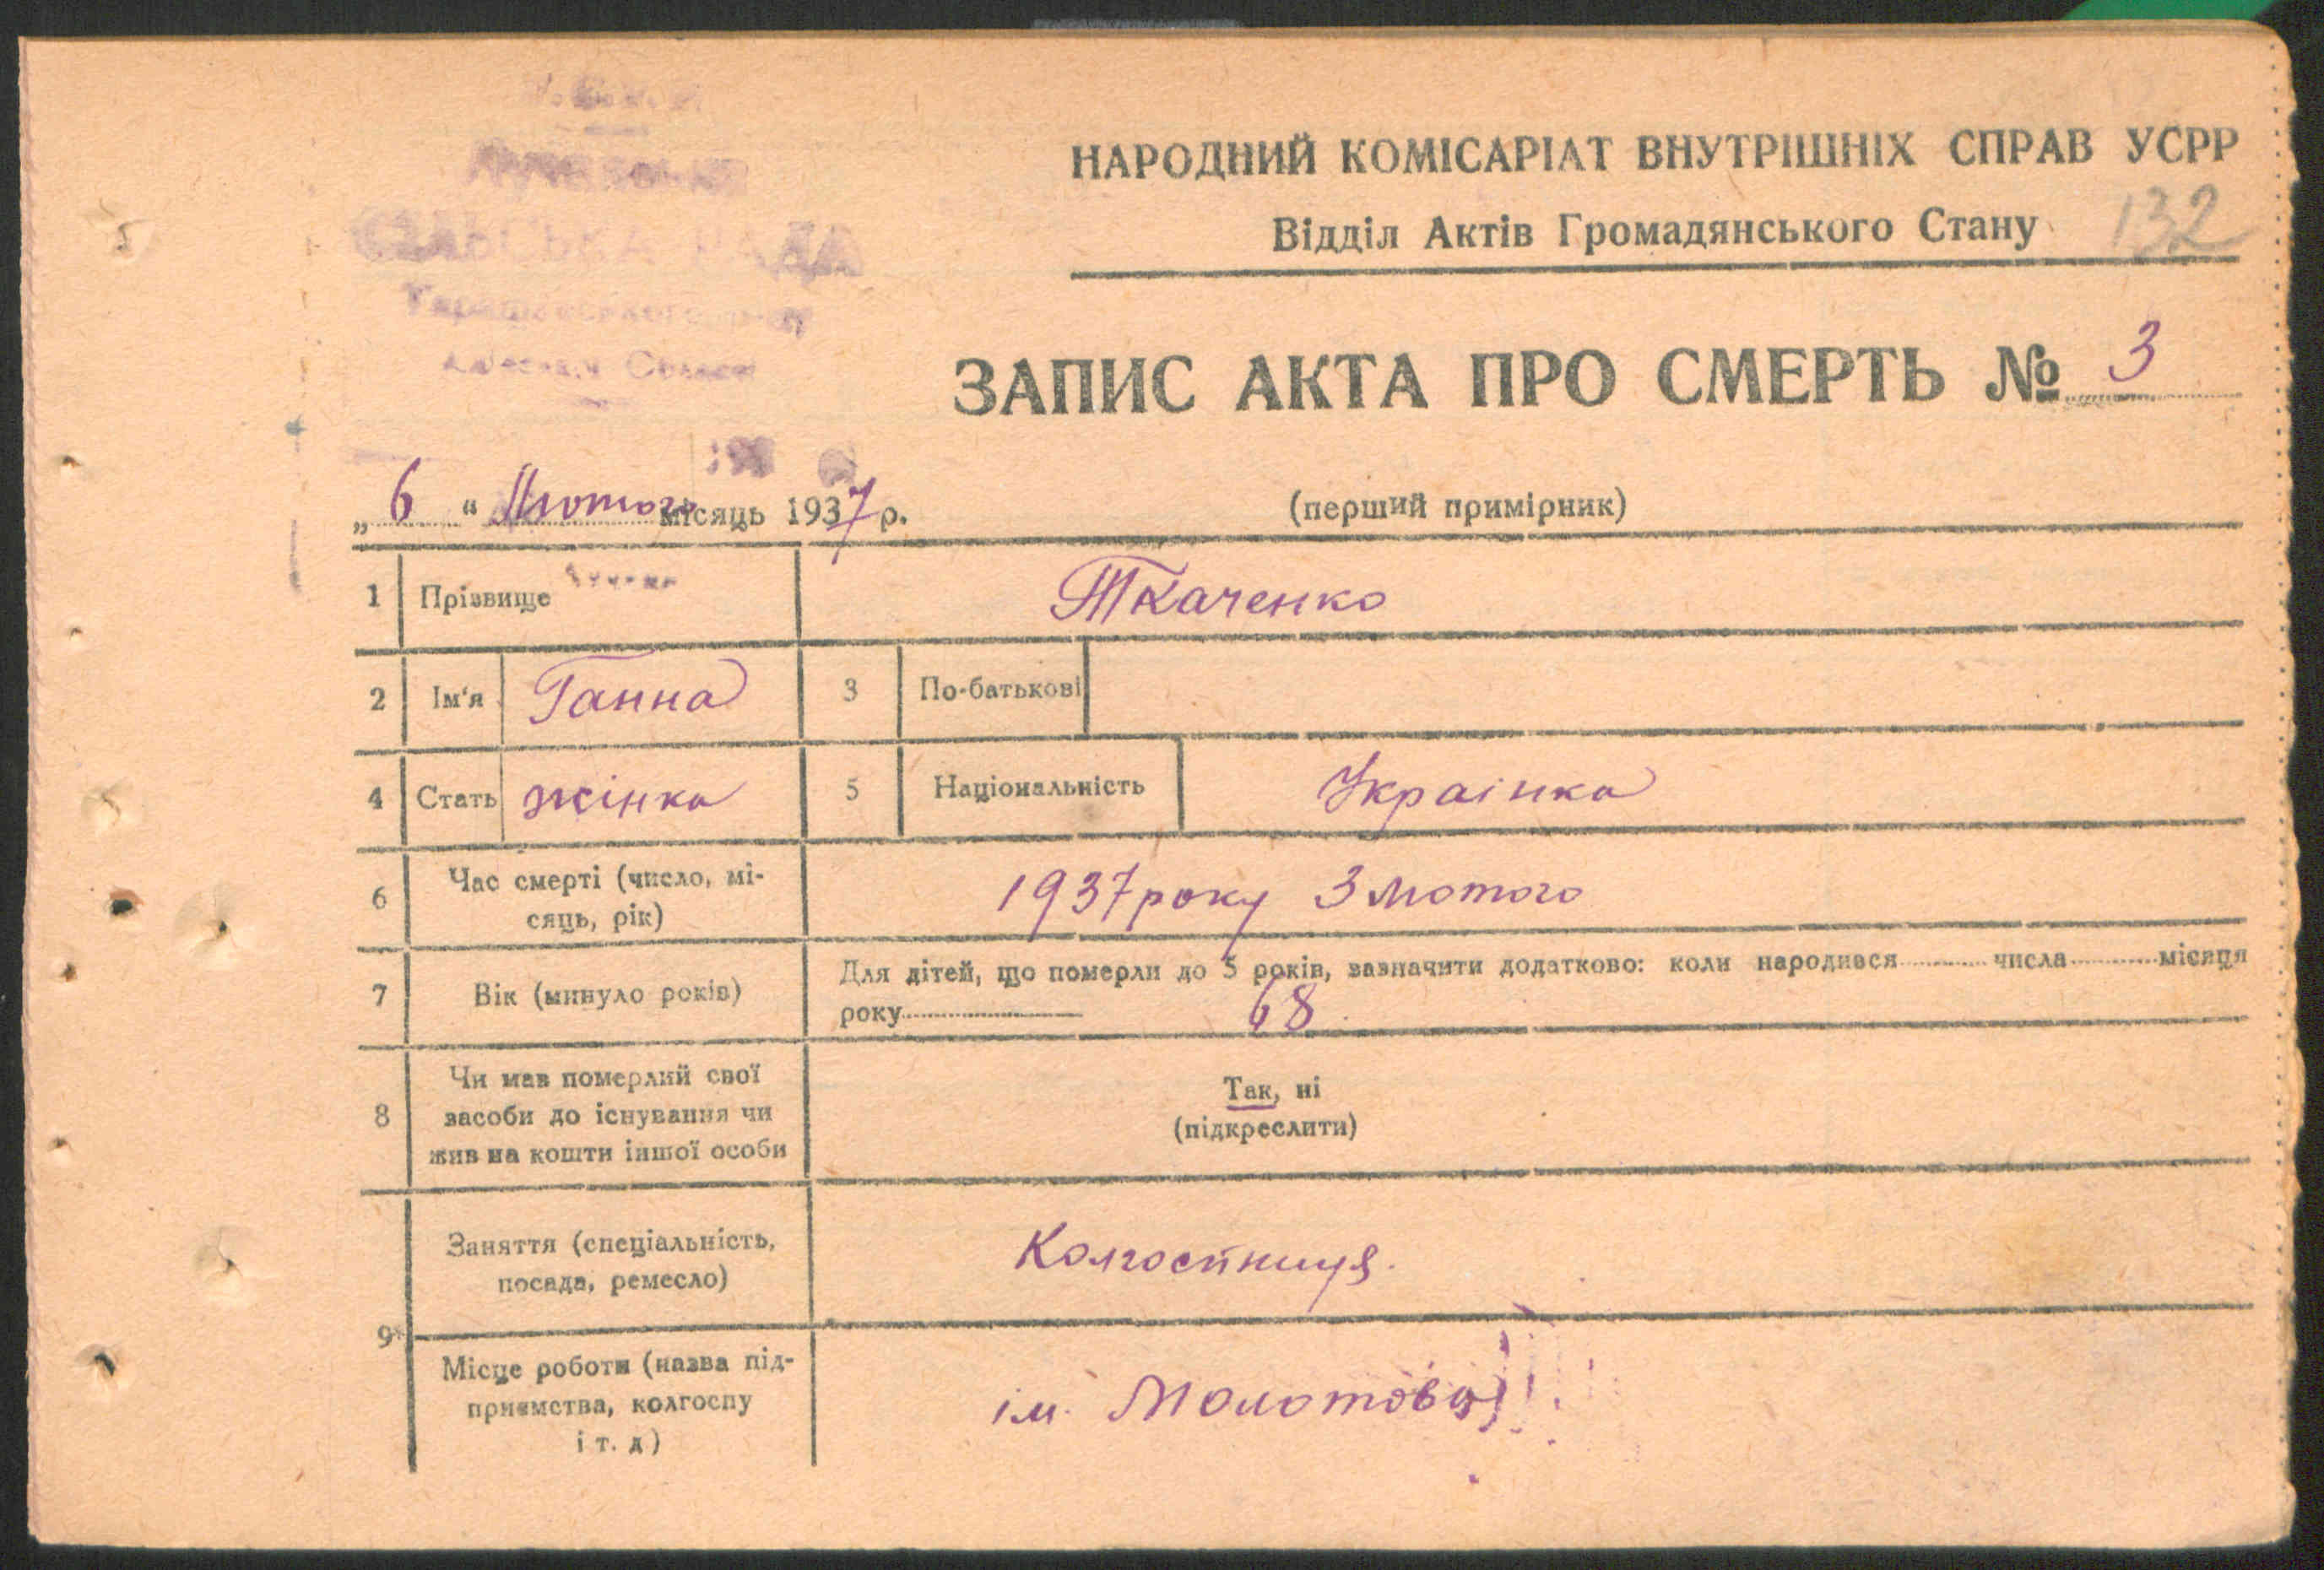 СІЛЬСЬКА РАДА
НАРОДНИЙ КОМІСАРІАТ ВНУТРІШНІХ СПРАВ УСРР
Відділ Актів Громадянського Стану
132
ЗАПИС АКТА ПРО СМЕРТЬ № 3
„ 6 “ Лютого місяць 1937 р.
(перший примірник)
1 Прізвище Ткаченко
2 Ім'я Ганна 3 По-батькові
4 Стать жінка 5 Національність Украінка
6 Час смерті (число, мі-
сяць, рік)
1937 року 3 Лютого
7 Вік (минуло років)
Для дітей, що померли до 5 років, зазначити додатково: коли народився числа місяця
року 68
8 Чи мав померлий свої
засоби до існування чи
жив на кошти іншої особи
Так, ні
(підкреслити)
9
Заняття (спеціальність,
посада, ремесло)
Колгоспниця.
Місце роботи (назва під-
приємства, колгоспу
і т. д)
ім. Молотова